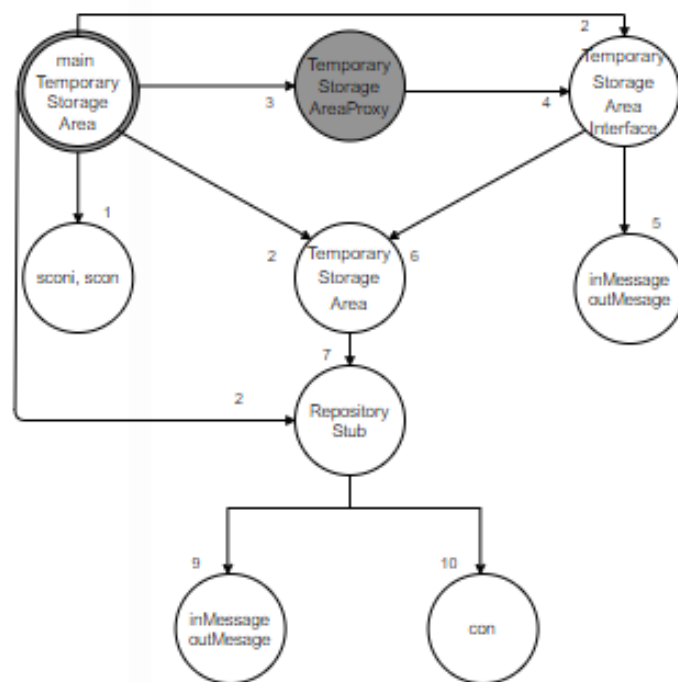 2
main
Temporary
Storage
Area
Temporary
Storage
AreaProxy
Temporary
Storage
Area
Interface
3
4
1
2
6
5
sconi, scon
Temporary
Storage
Area
inMessage
outMesage
7
2
Repository
Stub
9
10
inMessage
outMesage
con